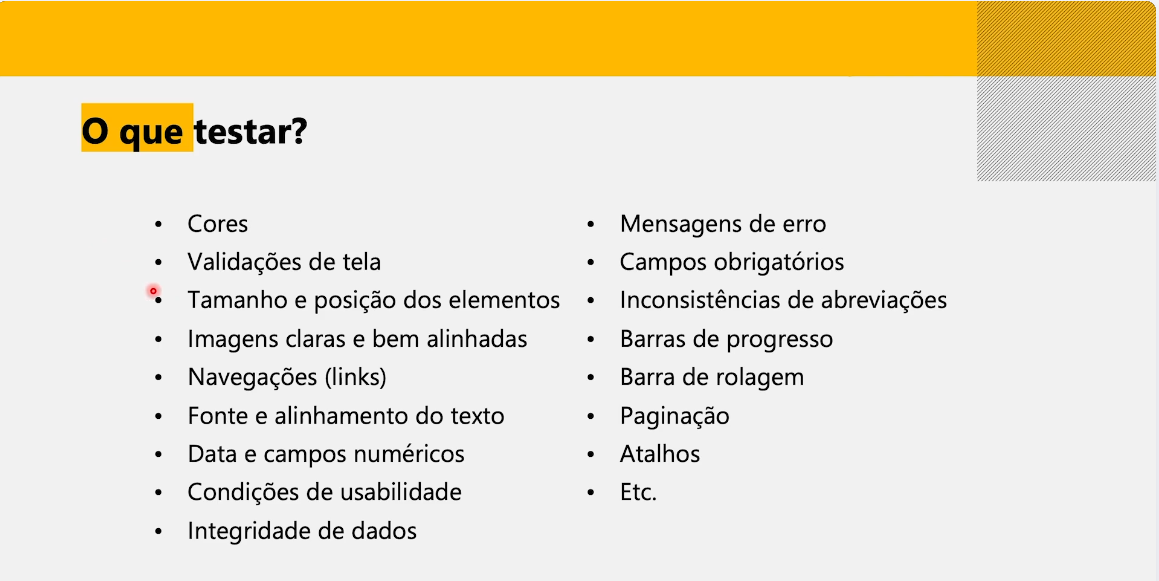 O que testar?
• Cores
• Validações de tela
• Tamanho e posição dos elementos
• Imagens claras e bem alinhadas
• Navegações (links)
• Fonte e alinhamento do texto
• Data e campos numéricos
• Condições de usabilidade
• Integridade de dados
• Mensagens de erro
• Campos obrigatórios
• Inconsistências de abreviações
• Barras de progresso
• Barra de rolagem
• Paginação
• Atalhos
• Etc.